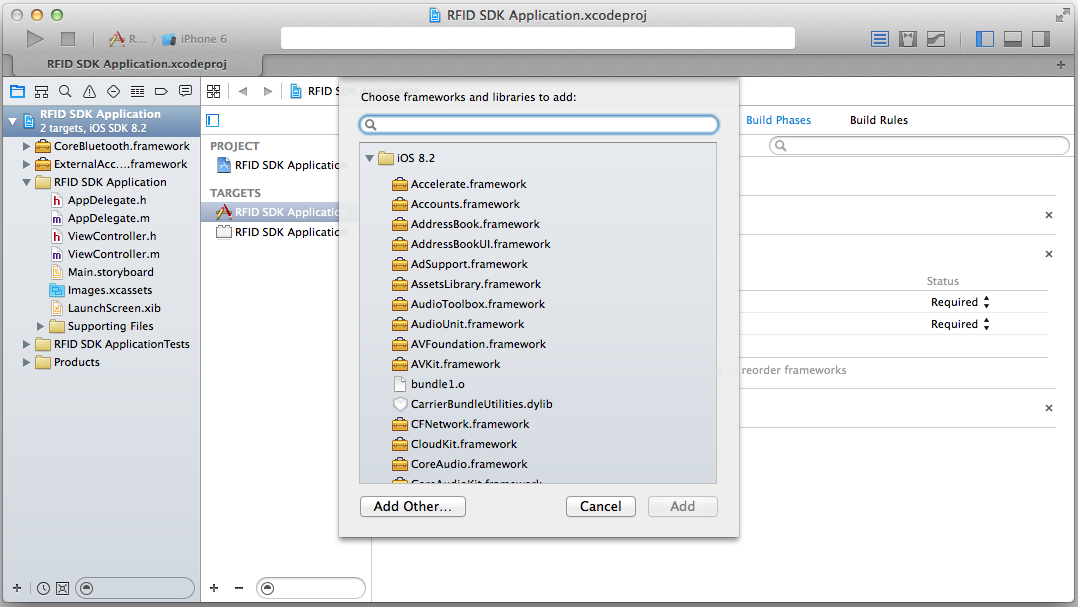 RFID SDK Application.xcodeproj
R... iPhone 6
RFID SDK Application.xcodeproj
RFID SDK Application
2 targets, iOS SDK 8.2
CoreBluetooth.framework
ExternalAcc....framework
RFID SDK Application
AppDelegate.h
AppDelegate.m
ViewController.h
ViewController.m
Main.storyboard
Images.xcassets
LaunchScreen.xib
Supporting Files
RFID SDK ApplicationTests
Products
RFID
PROJECT
RFID SDK Applicatio
TARGETS
RFID SDK Applicatio
RFID SDK Applicatio
Choose frameworks and libraries to add:
iOS 8.2
Accelerate.framework
Accounts.framework
AddressBook.framework
AddressBookUI.framework
AdSupport.framework
AssetsLibrary.framework
AudioToolbox.framework
AudioUnit.framework
AVFoundation.framework
AVKit.framework
bundle1.o
CarrierBundleUtilities.dylib
CFNetwork.framework
CloudKit.framework
CoreAudio.framework
CoreAudioKit.framework
Add Other...
Cancel
Add
Build Phases
Build Rules
Status
Required
Required
reorder frameworks